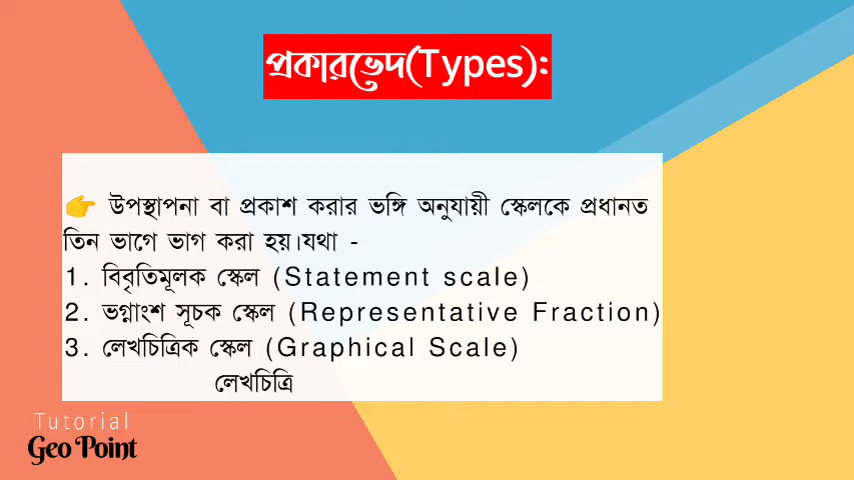 প্রকারভেদ(Types):
👉 উপস্থাপনা বা প্রকাশ করার ভঙ্গি অনুযায়ী স্কেলকে প্রধানত
তিন ভাগে ভাগ করা হয়।যথা -
1. বিবৃতিমূলক স্কেল (Statement scale)
2. ভগ্নাংশ সূচক স্কেল (Representative Fraction)
3. লেখচিত্রিক স্কেল (Graphical Scale)
লেখচিত্রি
Tutorial
Geo Point